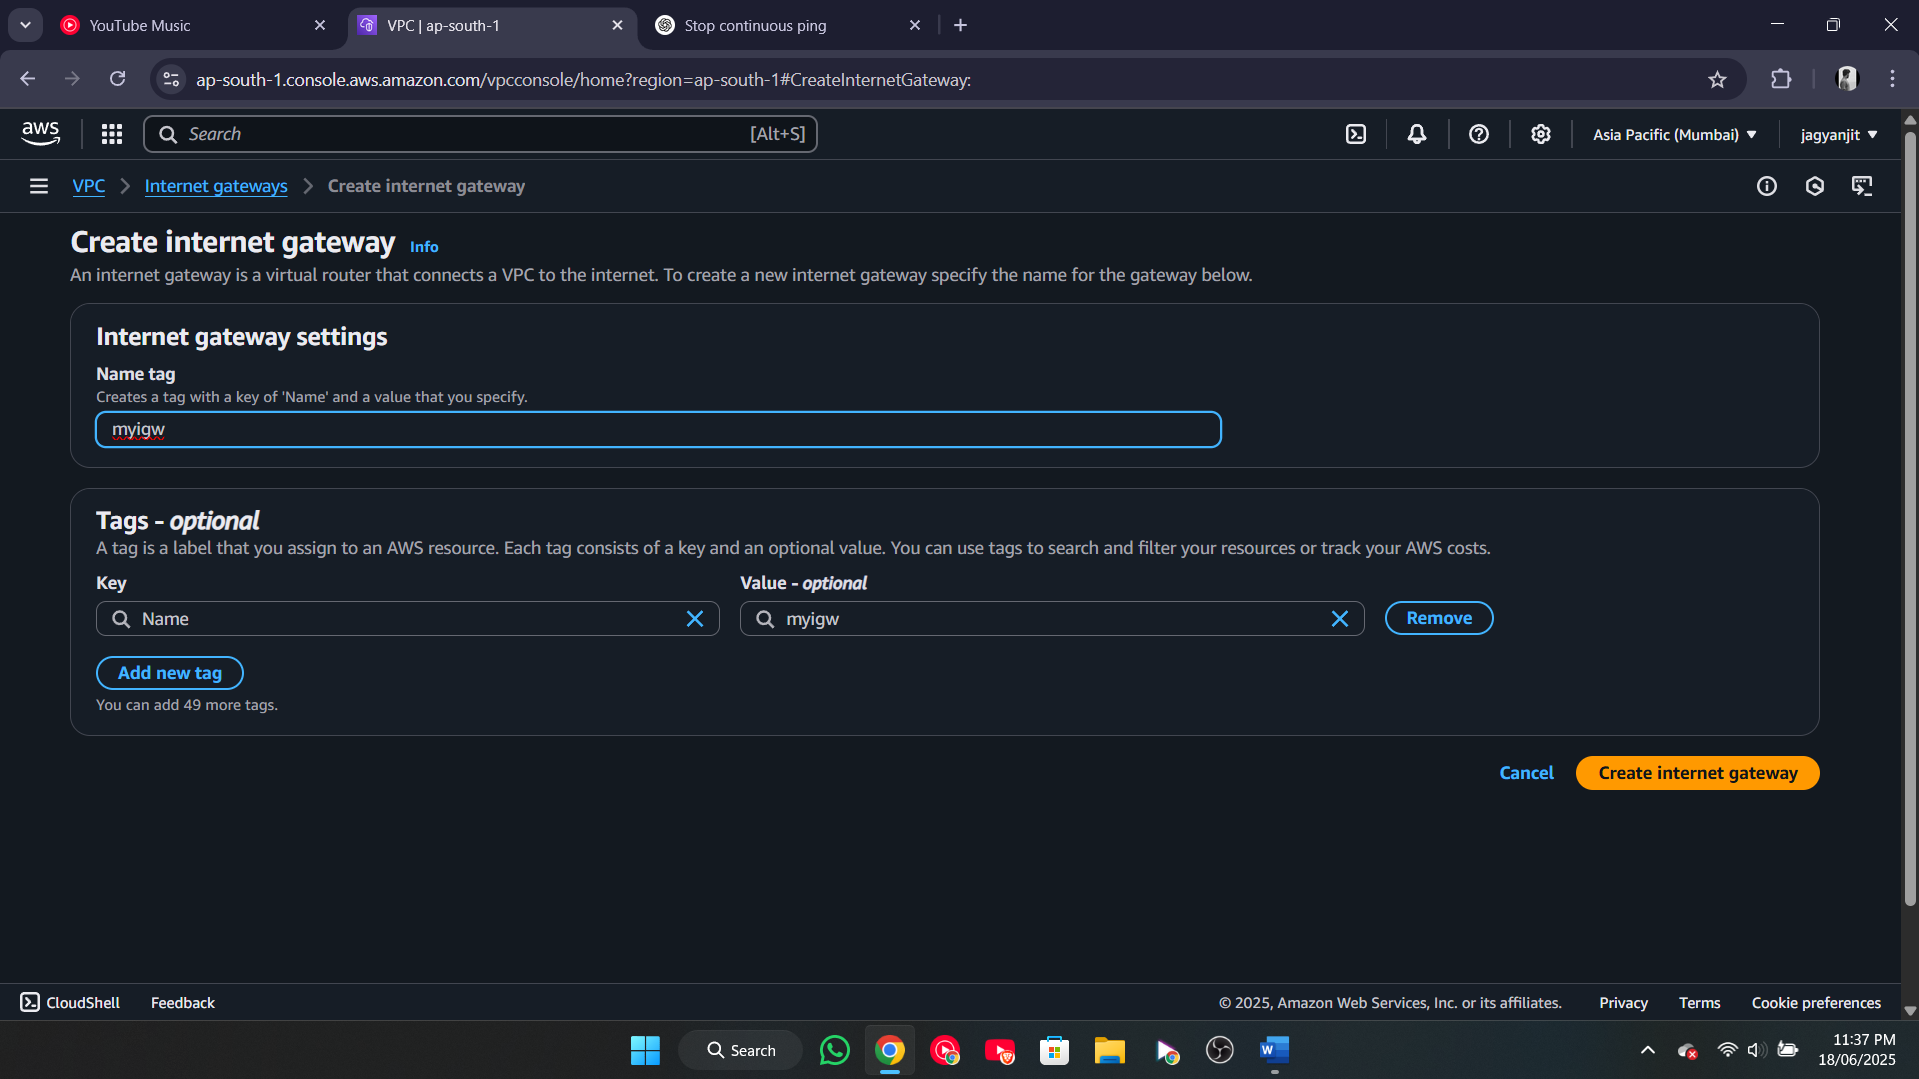 YouTube Music
VPC | ap-south-1
Stop continuous ping
ap-south-1.console.aws.amazon.com/vpcconsole/home?region=ap-south-1#CreateInternetGateway:
aws
Search
[Alt+S]
Asia Pacific (Mumbai)
jagyanjit
VPC
Internet gateways
Create internet gateway
Create internet gateway Info
An internet gateway is a virtual router that connects a VPC to the internet. To create a new internet gateway specify the name for the gateway below.
Internet gateway settings
Name tag
Creates a tag with a key of 'Name' and a value that you specify.
myigw
Tags - optional
A tag is a label that you assign to an AWS resource. Each tag consists of a key and an optional value. You can use tags to search and filter your resources or track your AWS costs.
Key
Value - optional
Name
myigw
Remove
Add new tag
You can add 49 more tags.
Cancel
Create internet gateway
CloudShell
Feedback
© 2025, Amazon Web Services, Inc. or its affiliates.
Privacy
Terms
Cookie preferences
Search
W
11:37 PM
18/06/2025